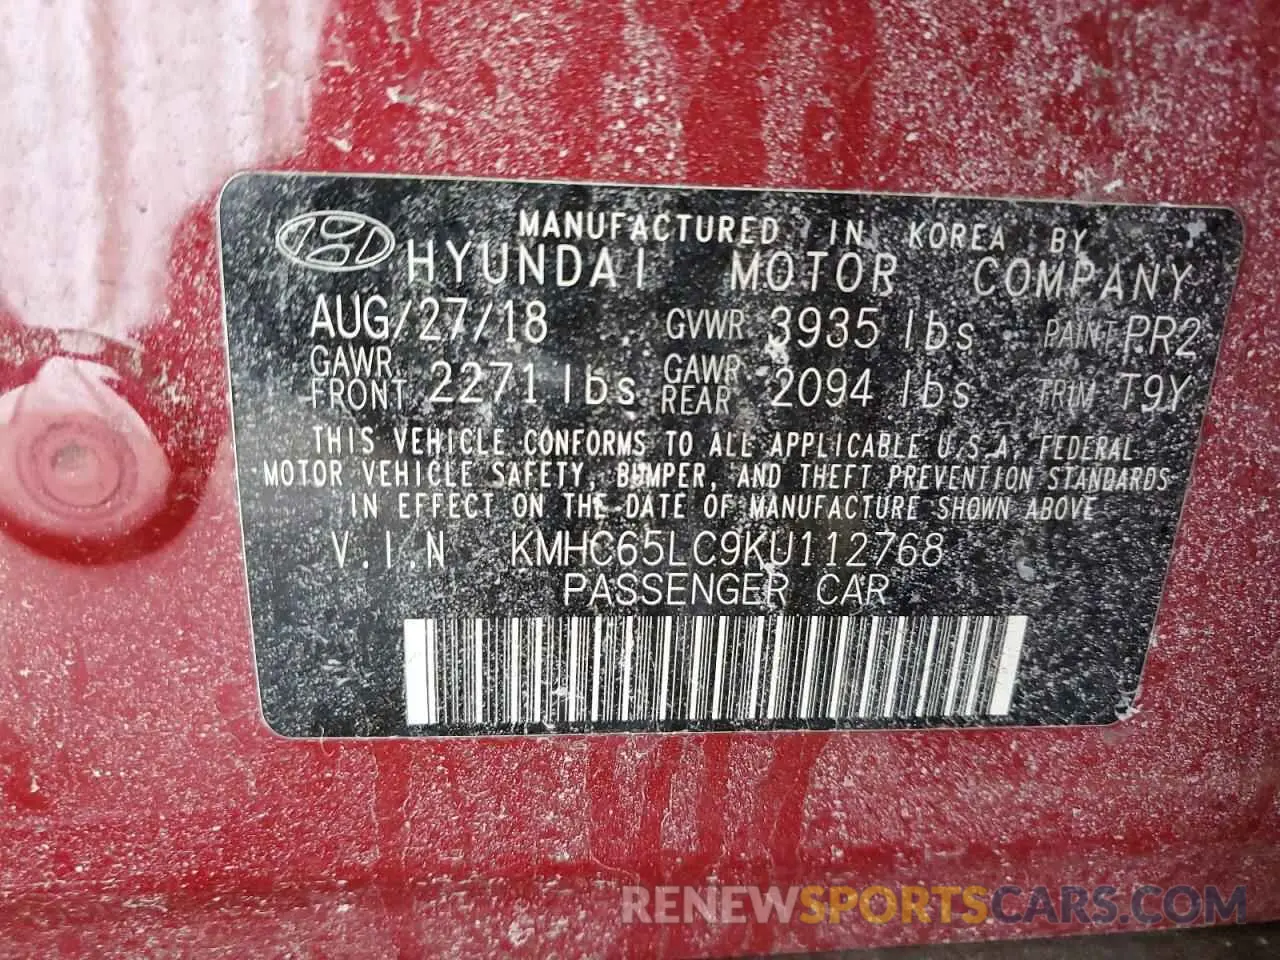 MANUFACTURED IN KOREA BY
HYUNDAI MOTOR COMPANY
AUG/27/18 GVWR 3935 lbs PAINT PR2
GAWR FRONT 2271 lbs GAWR REAR 2094 lbs TRIM T9Y
THIS VEHICLE CONFORMS TO ALL APPLICABLE U.S.A. FEDERAL
MOTOR VEHICLE SAFETY, BUMPER, AND THEFT PREVENTION STANDARDS
IN EFFECT ON THE DATE OF MANUFACTURE SHOWN ABOVE
V.I.N KMHC65LC9KU112768
PASSENGER CAR
RENEWSPORTSCARS.COM